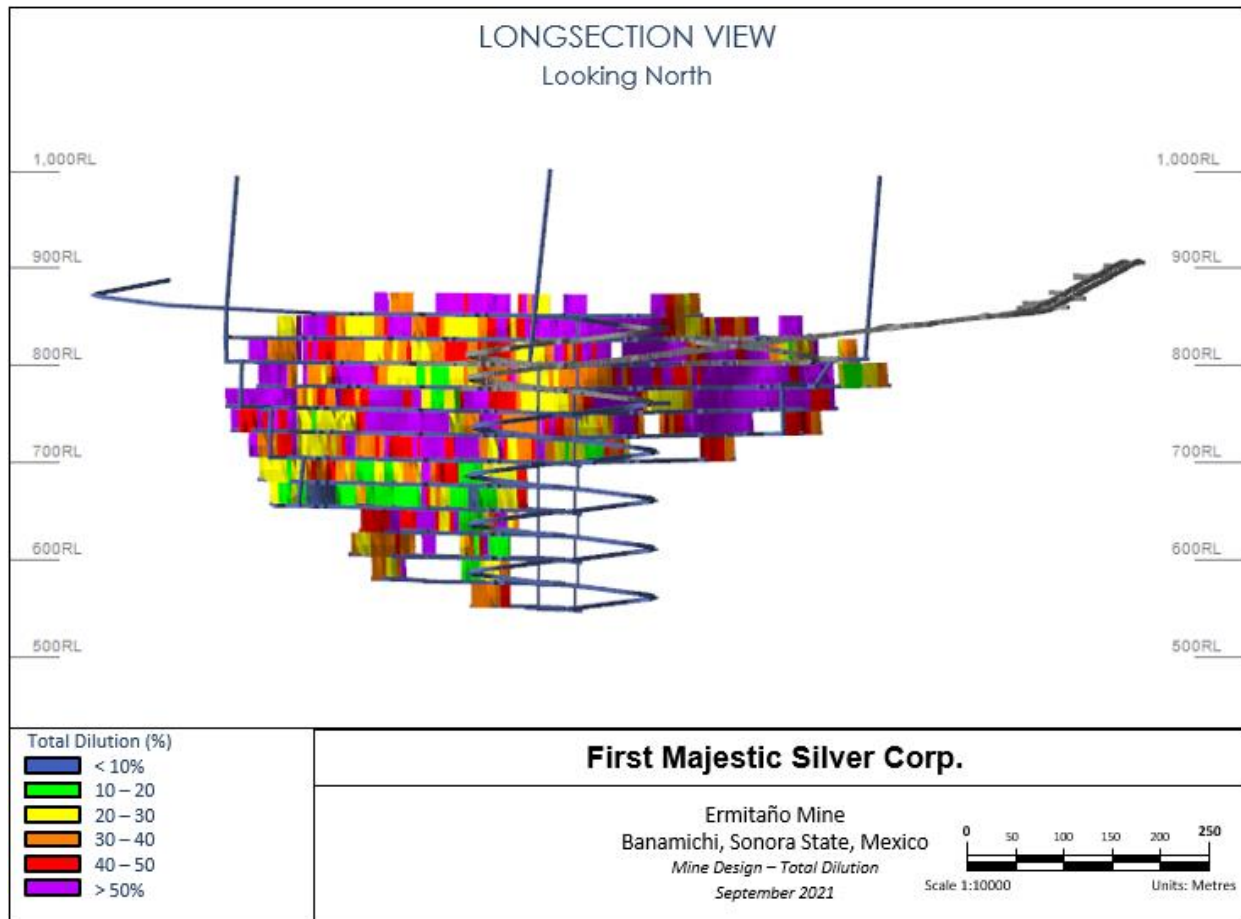 LONGSECTION VIEW
Looking North
1,000RL
1,000RL
900RL
900RL
800RL
800RL
700RL
700RL
600RL
600RL
500RL
500RL
Total Dilution (%)
< 10%
10 – 20
20 – 30
30 – 40
40 – 50
> 50%
First Majestic Silver Corp.
Ermitaño Mine
Banamichi, Sonora State, Mexico
Mine Design – Total Dilution
September 2021
0 50 100 150 200 250
Scale 1:10000 Units: Metres